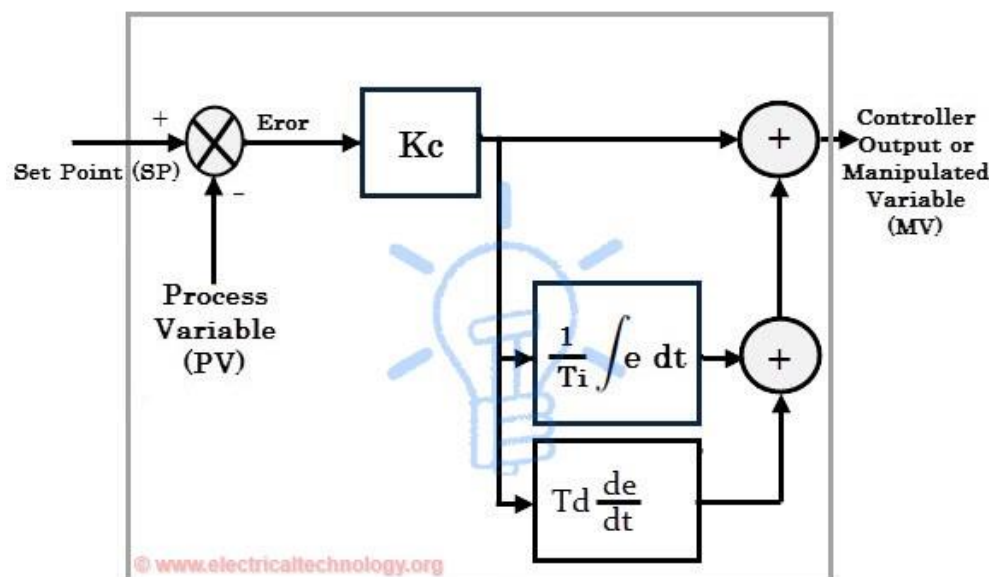 +
Eror
Kc
+
Controller
Output or
Manipulated
Variable
(MV)
Set Point (SP)
-
Process
Variable
(PV)
1
Ti
∫e dt
+
Td de
dt
© www.electricaltechnology.org